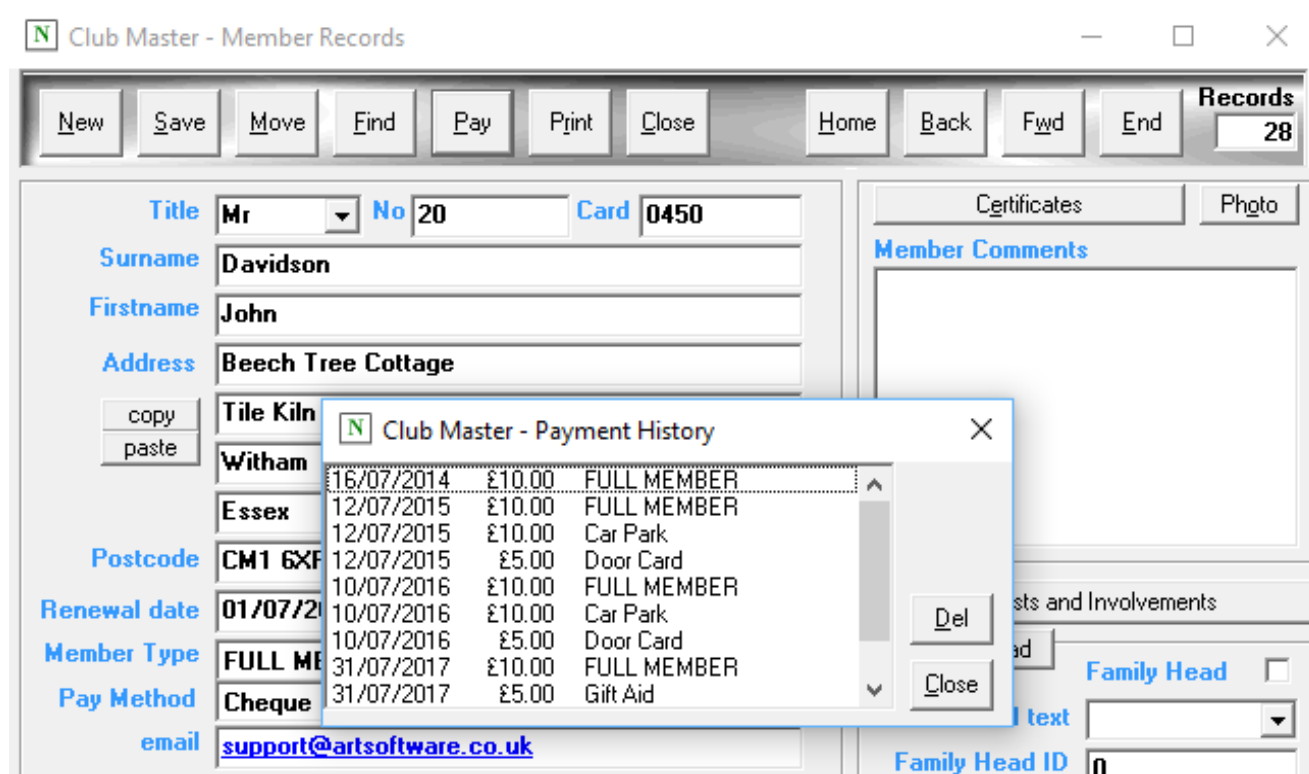 N Club Master - Member Records
New Save Move Find Pay Print Close Home Back Fwd End Records 28
Title Mr No 20 Card 0450
Surname Davidson
Firstname John
Address Beech Tree Cottage
copy
paste
Tile Kiln
Witham
Essex
Postcode CM1
Renewal date
Member Type FULL
Pay Method Cheque
email support@artsoftware.co.uk
Certificates Photo
Member Comments
N Club Master - Payment History
16/07/2014 £10.00 FULL MEMBER
12/07/2015 £10.00 FULL MEMBER
12/07/2015 £10.00 Car Park
12/07/2015 £5.00 Door Card
10/07/2016 £10.00 FULL MEMBER
10/07/2016 £10.00 Car Park
10/07/2016 £5.00 Door Card
31/07/2017 £10.00 FULL MEMBER
31/07/2017 £5.00 Gift Aid
Del
Close
and Involvements
Family Head
text
Family Head ID 0